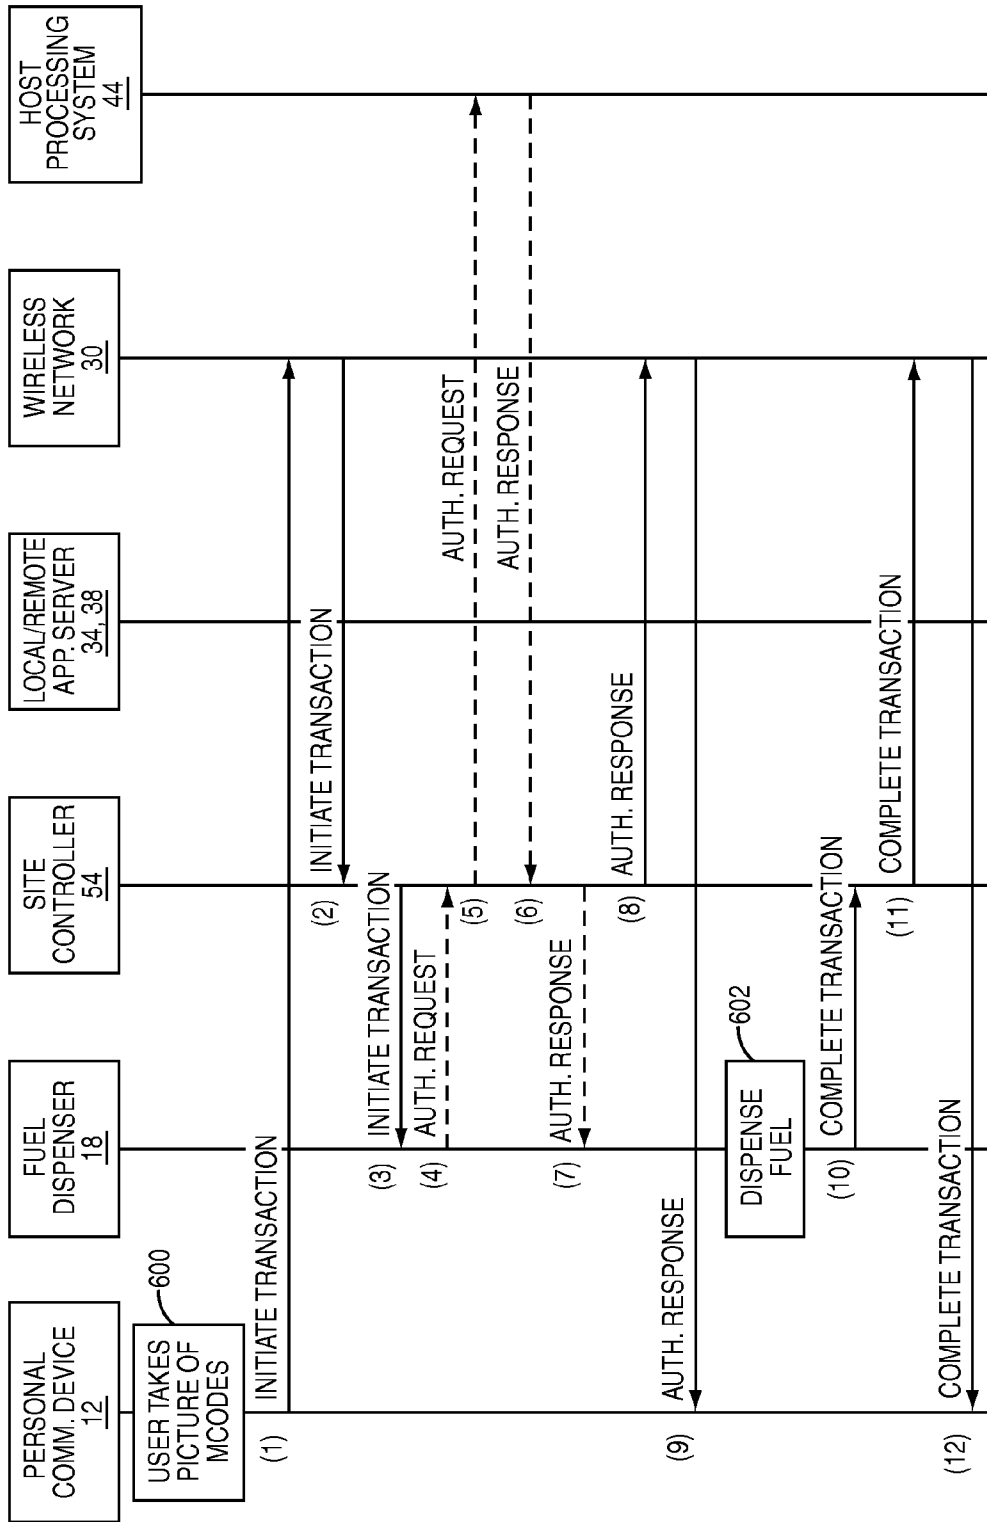 PERSONAL
COMM. DEVICE
12
FUEL
DISPENSER
18
SITE
CONTROLLER
54
LOCAL/REMOTE
APP. SERVER
34, 38
WIRELESS
NETWORK
30
HOST
PROCESSING
SYSTEM
44
USER TAKES
PICTURE OF
MCODES
600
(1)
INITIATE TRANSACTION
(2)
INITIATE TRANSACTION
(3)
INITIATE TRANSACTION
(4)
AUTH. REQUEST
(5)
AUTH. REQUEST
(6)
AUTH. RESPONSE
(7)
AUTH. RESPONSE
(8)
AUTH. RESPONSE
(9)
AUTH. RESPONSE
DISPENSE
FUEL
602
(10)
COMPLETE TRANSACTION
(11)
COMPLETE TRANSACTION
(12)
COMPLETE TRANSACTION